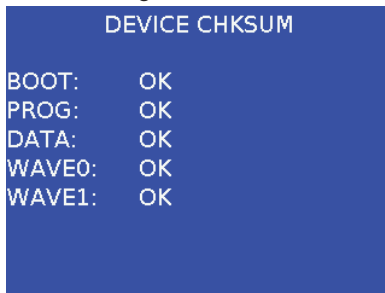 DEVICE CHKSUM
BOOT: OK
PROG: OK
DATA: OK
WAVE0: OK
WAVE1: OK